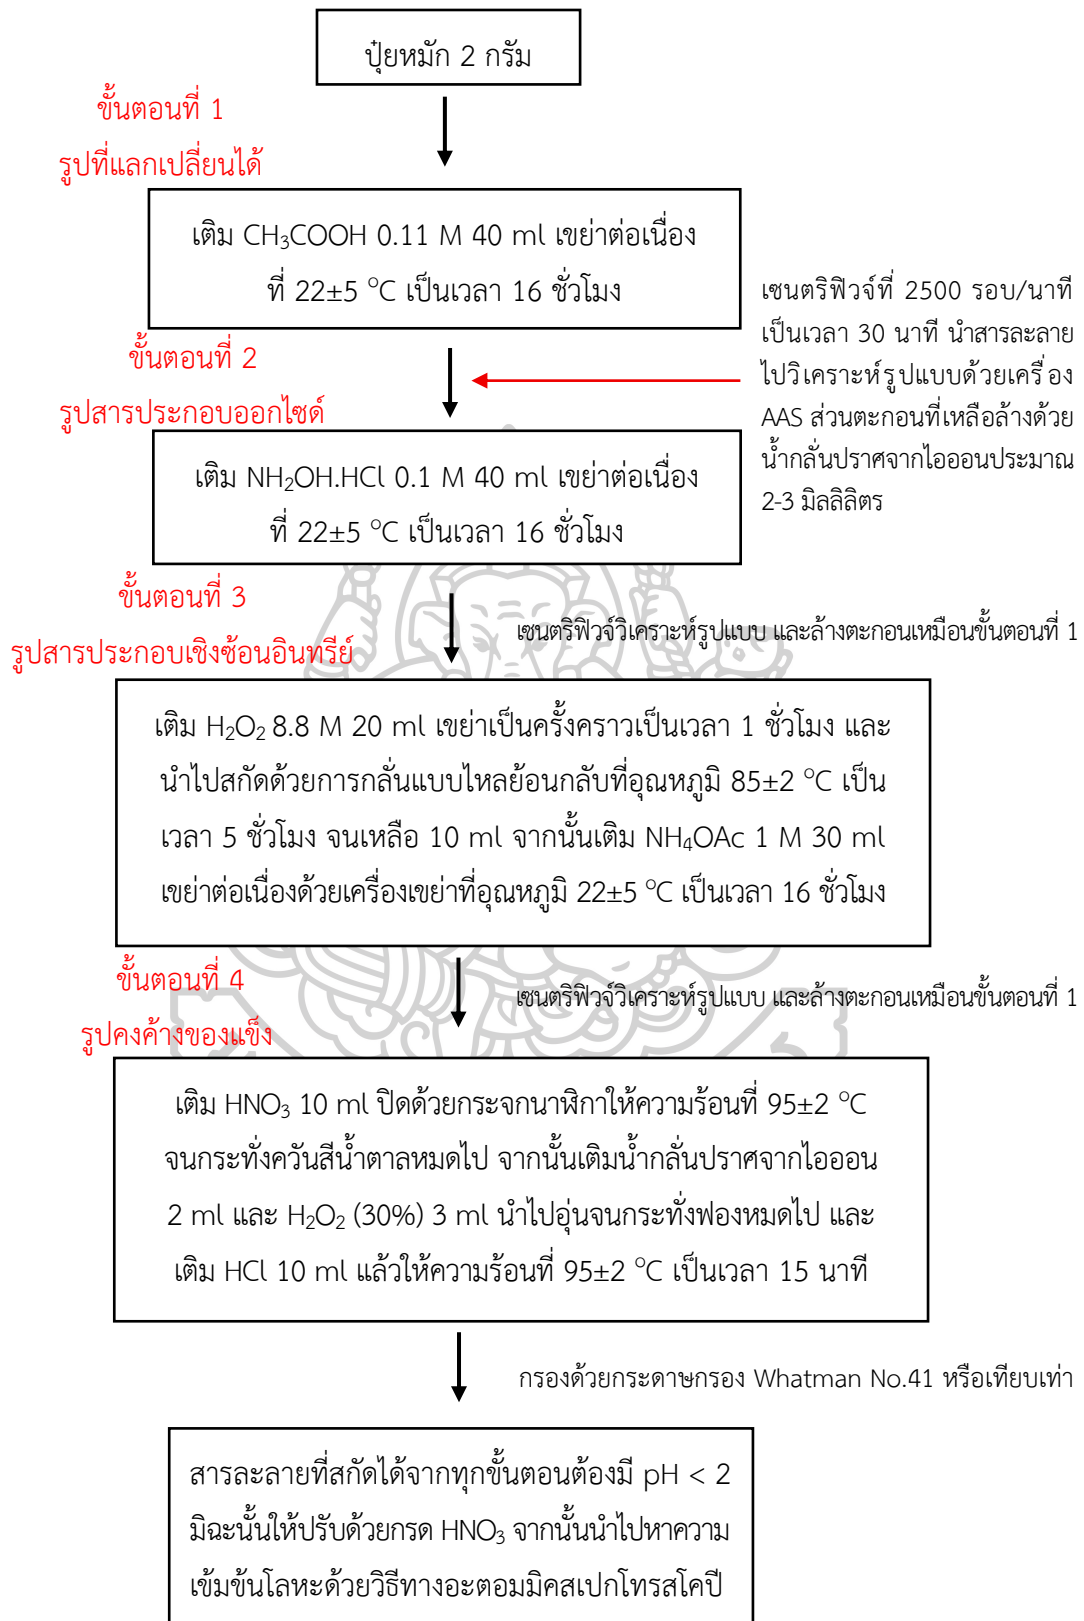 ปุ๋ยหมัก 2 กรัม
ขั้นตอนที่ 1
รูปที่แลกเปลี่ยนได้
เติม CH₃COOH 0.11 M 40 ml เขย่าต่อเนื่อง
ที่ 22±5 °C เป็นเวลา 16 ชั่วโมง
เซนตริฟิวจ์ที่ 2500 รอบ/นาที
เป็นเวลา 30 นาที นำสารละลาย
ไปวิเคราะห์รูปแบบด้วยเครื่อง
AAS ส่วนตะกอนที่เหลือล้างด้วย
น้ำกลั่นปราศจากไอออนประมาณ
2-3 มิลลิลิตร
ขั้นตอนที่ 2
รูปสารประกอบออกไซด์
เติม NH₂OH.HCl 0.1 M 40 ml เขย่าต่อเนื่อง
ที่ 22±5 °C เป็นเวลา 16 ชั่วโมง
ขั้นตอนที่ 3
รูปสารประกอบเชิงซ้อนอินทรีย์
เซนตริฟิวจ์วิเคราะห์รูปแบบ และล้างตะกอนเหมือนขั้นตอนที่ 1
เติม H₂O₂ 8.8 M 20 ml เขย่าเป็นครั้งคราวเป็นเวลา 1 ชั่วโมง และ
นำไปสกัดด้วยการกลั่นแบบไหลย้อนกลับที่อุณหภูมิ 85±2 °C เป็น
เวลา 5 ชั่วโมง จนเหลือ 10 ml จากนั้นเติม NH₄OAc 1 M 30 ml
เขย่าต่อเนื่องด้วยเครื่องเขย่าที่อุณหภูมิ 22±5 °C เป็นเวลา 16 ชั่วโมง
ขั้นตอนที่ 4
รูปคงค้างของแข็ง
เซนตริฟิวจ์วิเคราะห์รูปแบบ และล้างตะกอนเหมือนขั้นตอนที่ 1
เติม HNO₃ 10 ml ปิดด้วยกระจกนาฬิกาให้ความร้อนที่ 95±2 °C
จนกระทั่งควันสีน้ำตาลหมดไป จากนั้นเติมน้ำกลั่นปราศจากไอออน
2 ml และ H₂O₂ (30%) 3 ml นำไปอุ่นจนกระทั่งฟองหมดไป และ
เติม HCl 10 ml แล้วให้ความร้อนที่ 95±2 °C เป็นเวลา 15 นาที
กรองด้วยกระดาษกรอง Whatman No.41 หรือเทียบเท่า
สารละลายที่สกัดได้จากทุกขั้นตอนต้องมี pH < 2
มิฉะนั้นให้ปรับด้วยกรด HNO₃ จากนั้นนำไปหาความ
เข้มข้นโลหะด้วยวิธีทางอะตอมมิคสเปกโทรสโคปี